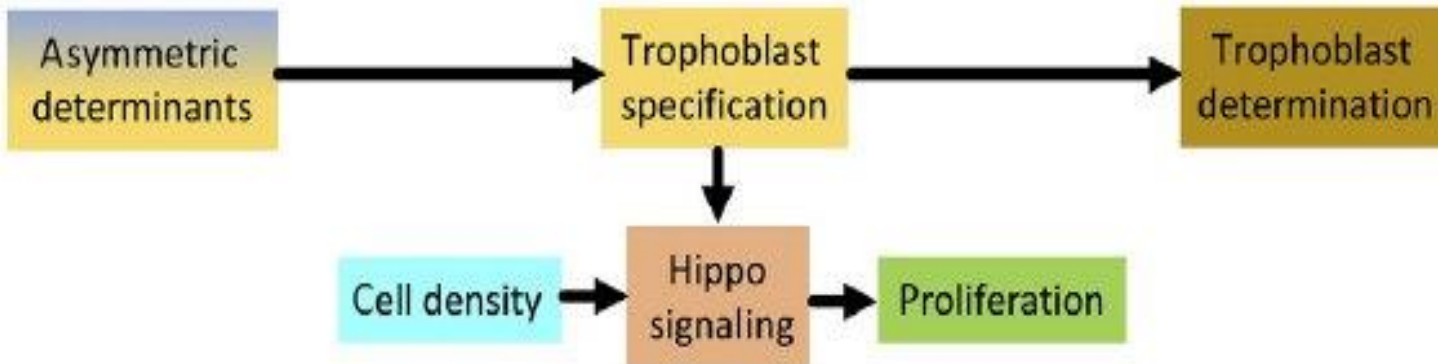 Asymmetric
determinants
Trophoblast
specification
Trophoblast
determination
Cell density
Hippo
signaling
Proliferation